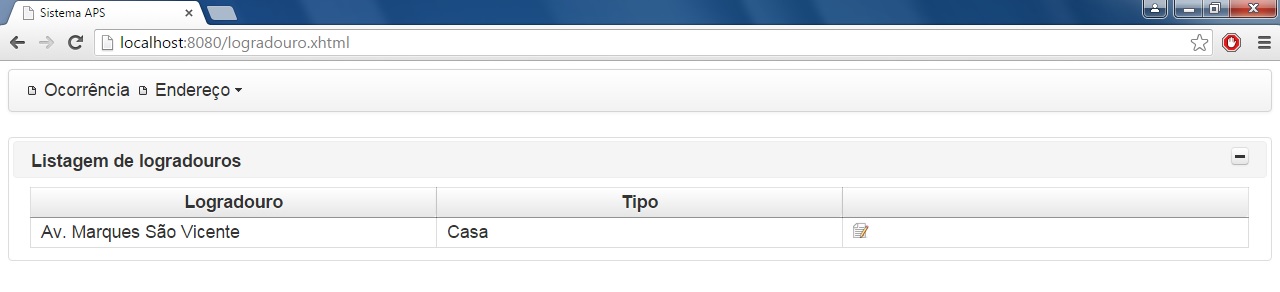 Sistema APS
localhost:8080/logradouro.xhtml
Ocorrência Endereço
Listagem de logradouros
Logradouro Tipo
Av. Marques São Vicente Casa